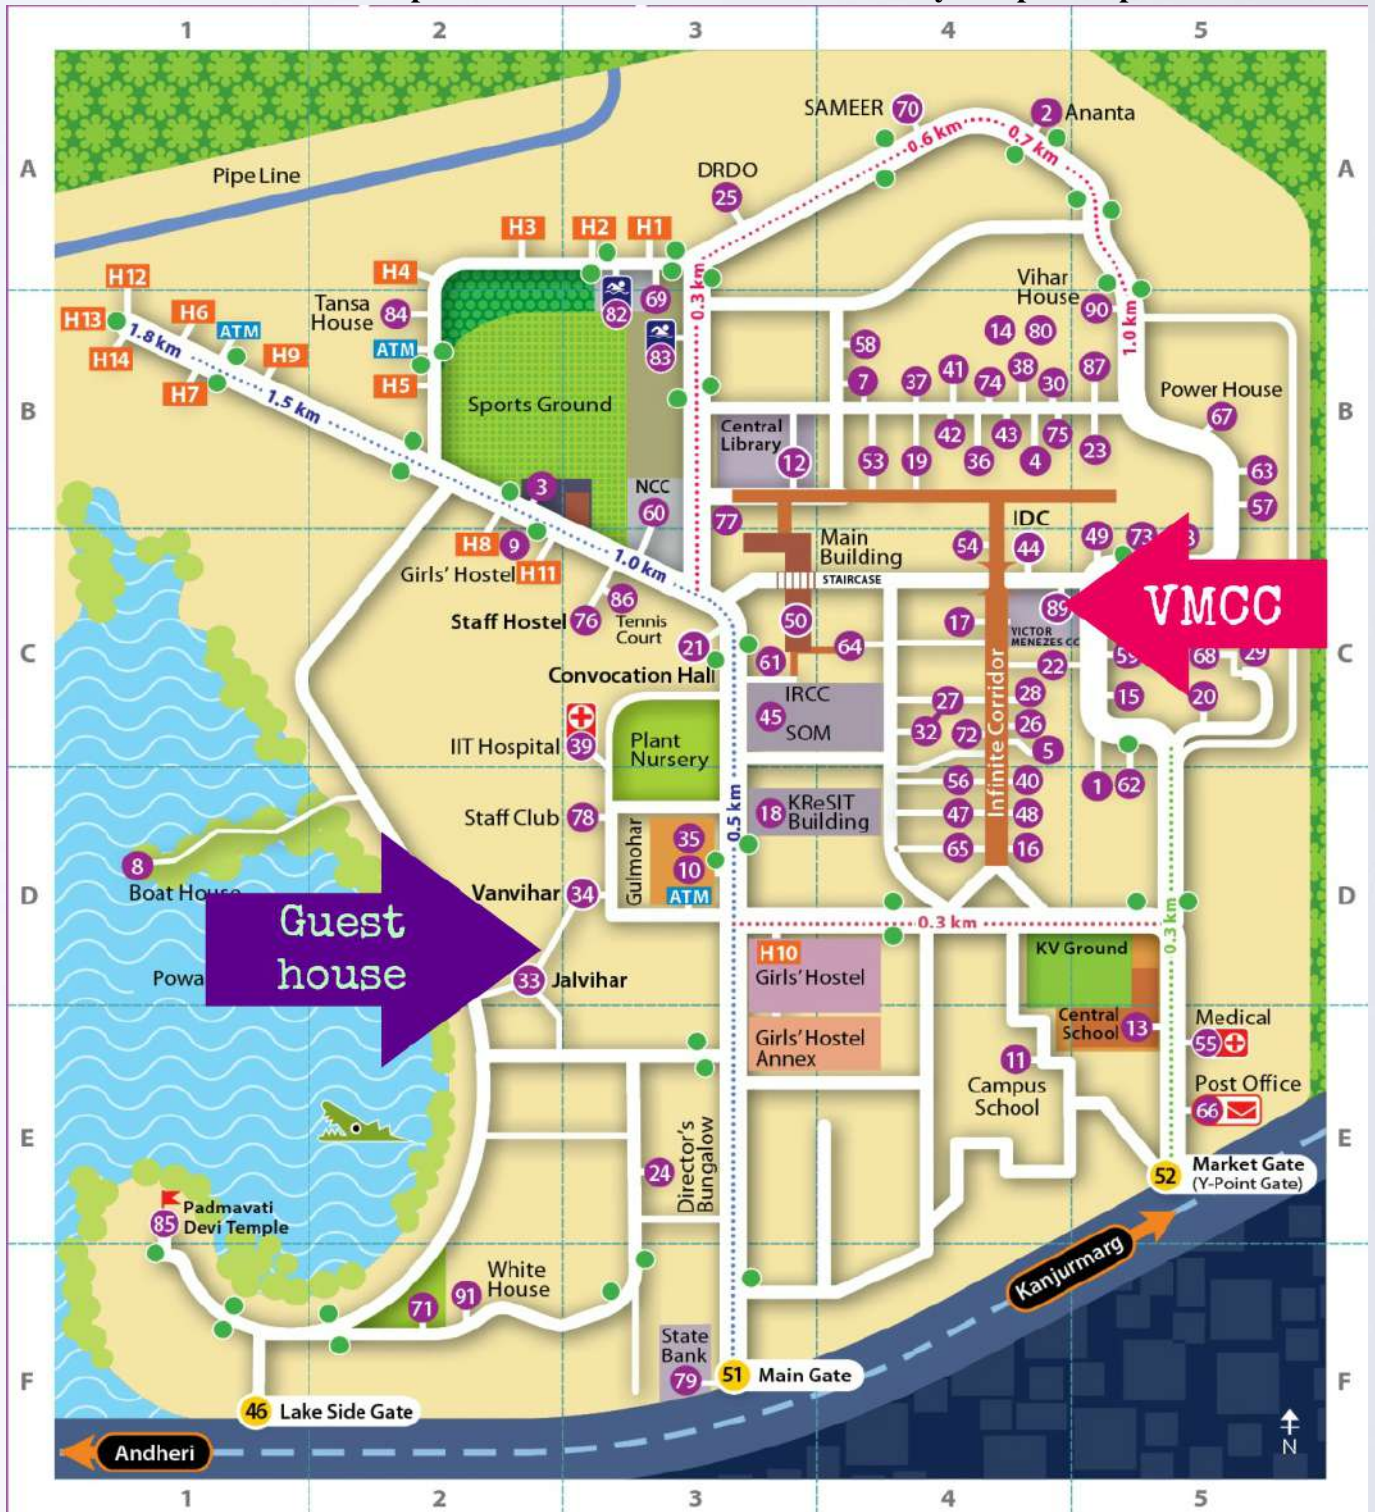 1 2 3 4 5
SAMEER 70
2 Ananta
0.6 km
0.7 km
A
A
DRDO
25
Pipe Line
H3
H2
H1
H4
H12
Tansa
House 84
82
69
0.3 km
Vihar
House
90
1.0 km
H13
H6
ATM
1.8 km
H14
H9
H7
ATM
H5
83
58
14 80
7 37 41 74 38 30 87
Power House
67
B
B
1.5 km
Sports Ground
Central
Library
12
53 19 42 36 43 4 75 23
63
57
3
NCC
60
77
IDC
44
H8 9
Girls' Hostel H11
1.0 km
Main
Building
STAIRCASE
54
49 73
VMCC
89
VICTOR
MENEZES CC
Staff Hostel 76
86
Tennis
Court
50
17
C
C
21
Convocation Hall
61
64
22
59
68
29
IRCC
45
SOM
27
28
15
20
32
72
26
5
IIT Hospital 39
Plant
Nursery
Infinite Corridor
56
40
1
62
Staff Club 78
0.5 km
18 KReSIT
Building
47
48
Gulmohar
35
10
ATM
65
16
8
Boat House
Vanvihar 34
D
D
Guest
house
0.3 km
0.3 km
KV Ground
H10
Girls' Hostel
Powa
33 Jalvihar
Central
School 13
Medical
55
Girls' Hostel
Annex
11
Campus
School
Post Office
66
E
E
Director's
Bungalow
24
52 Market Gate
(Y-Point Gate)
85 Padmavati
Devi Temple
Kanjurmarg
White
House
71
91
State
Bank
79
51 Main Gate
F
F
46 Lake Side Gate
Andheri
N
1 2 3 4 5